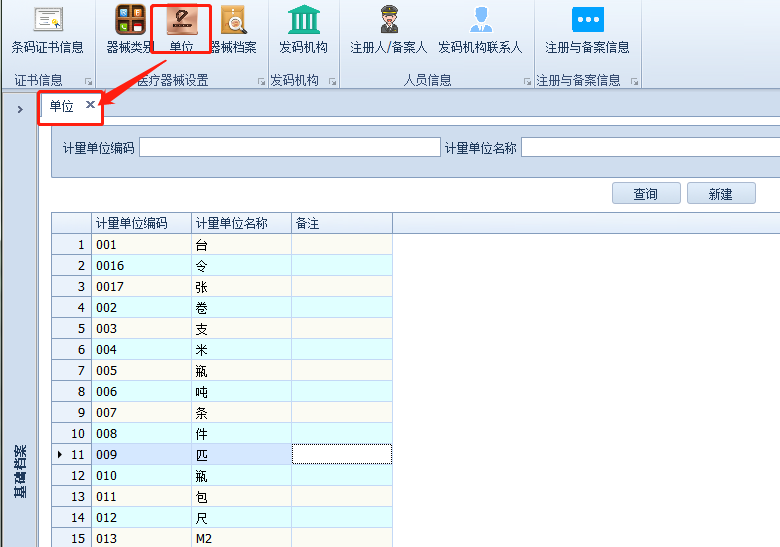 条码证书信息 器械类别 单位 器械档案 发码机构 注册人/备案人 发码机构联系人 注册与备案信息
证书信息 医疗器械设置 发码机构 人员信息 注册与备案信息
单位
计量单位编码 计量单位名称
查询 新建
计量单位编码 计量单位名称 备注
1 001 台
2 0016 令
3 0017 张
4 002 卷
5 003 支
6 004 米
7 005 瓶
8 006 吨
9 007 条
10 008 件
11 009 匹
12 010 瓶
13 011 包
14 012 尺
15 013 M2
基础档案